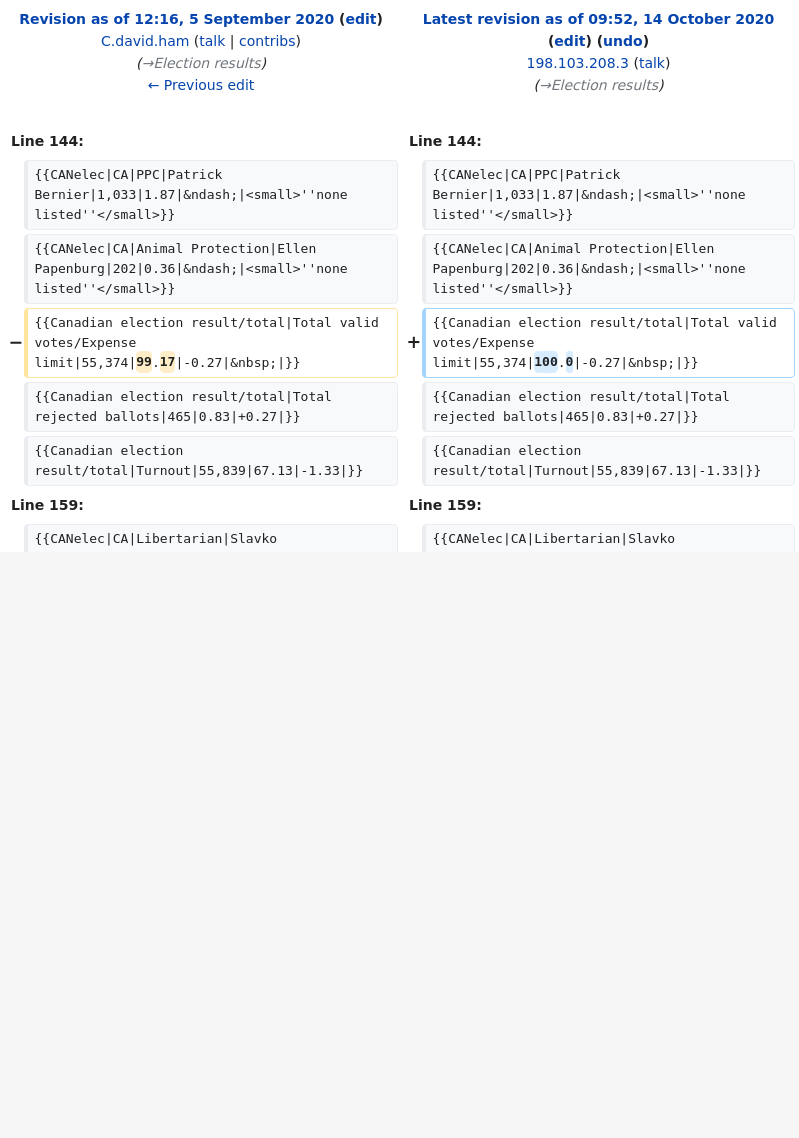 Revision as of 12:16, 5 September 2020 (edit)
C.david.ham (talk | contribs)
(→Election results)
← Previous edit
Latest revision as of 09:52, 14 October 2020
(edit) (undo)
198.103.208.3 (talk)
(→Election results)
Line 144:
Line 144:
{{CANelec|CA|PPC|Patrick
Bernier|1,033|1.87|&ndash;|<small>''none
listed''</small>}}
{{CANelec|CA|PPC|Patrick
Bernier|1,033|1.87|&ndash;|<small>''none
listed''</small>}}
{{CANelec|CA|Animal Protection|Ellen
Papenburg|202|0.36|&ndash;|<small>''none
listed''</small>}}
{{CANelec|CA|Animal Protection|Ellen
Papenburg|202|0.36|&ndash;|<small>''none
listed''</small>}}
− {{Canadian election result/total|Total valid
votes/Expense
limit|55,374|99.17|-0.27|&nbsp;|}}
+ {{Canadian election result/total|Total valid
votes/Expense
limit|55,374|100.0|-0.27|&nbsp;|}}
{{Canadian election result/total|Total
rejected ballots|465|0.83|+0.27|}}
{{Canadian election result/total|Total
rejected ballots|465|0.83|+0.27|}}
{{Canadian election
result/total|Turnout|55,839|67.13|-1.33|}}
{{Canadian election
result/total|Turnout|55,839|67.13|-1.33|}}
Line 159:
Line 159:
{{CANelec|CA|Libertarian|Slavko
{{CANelec|CA|Libertarian|Slavko